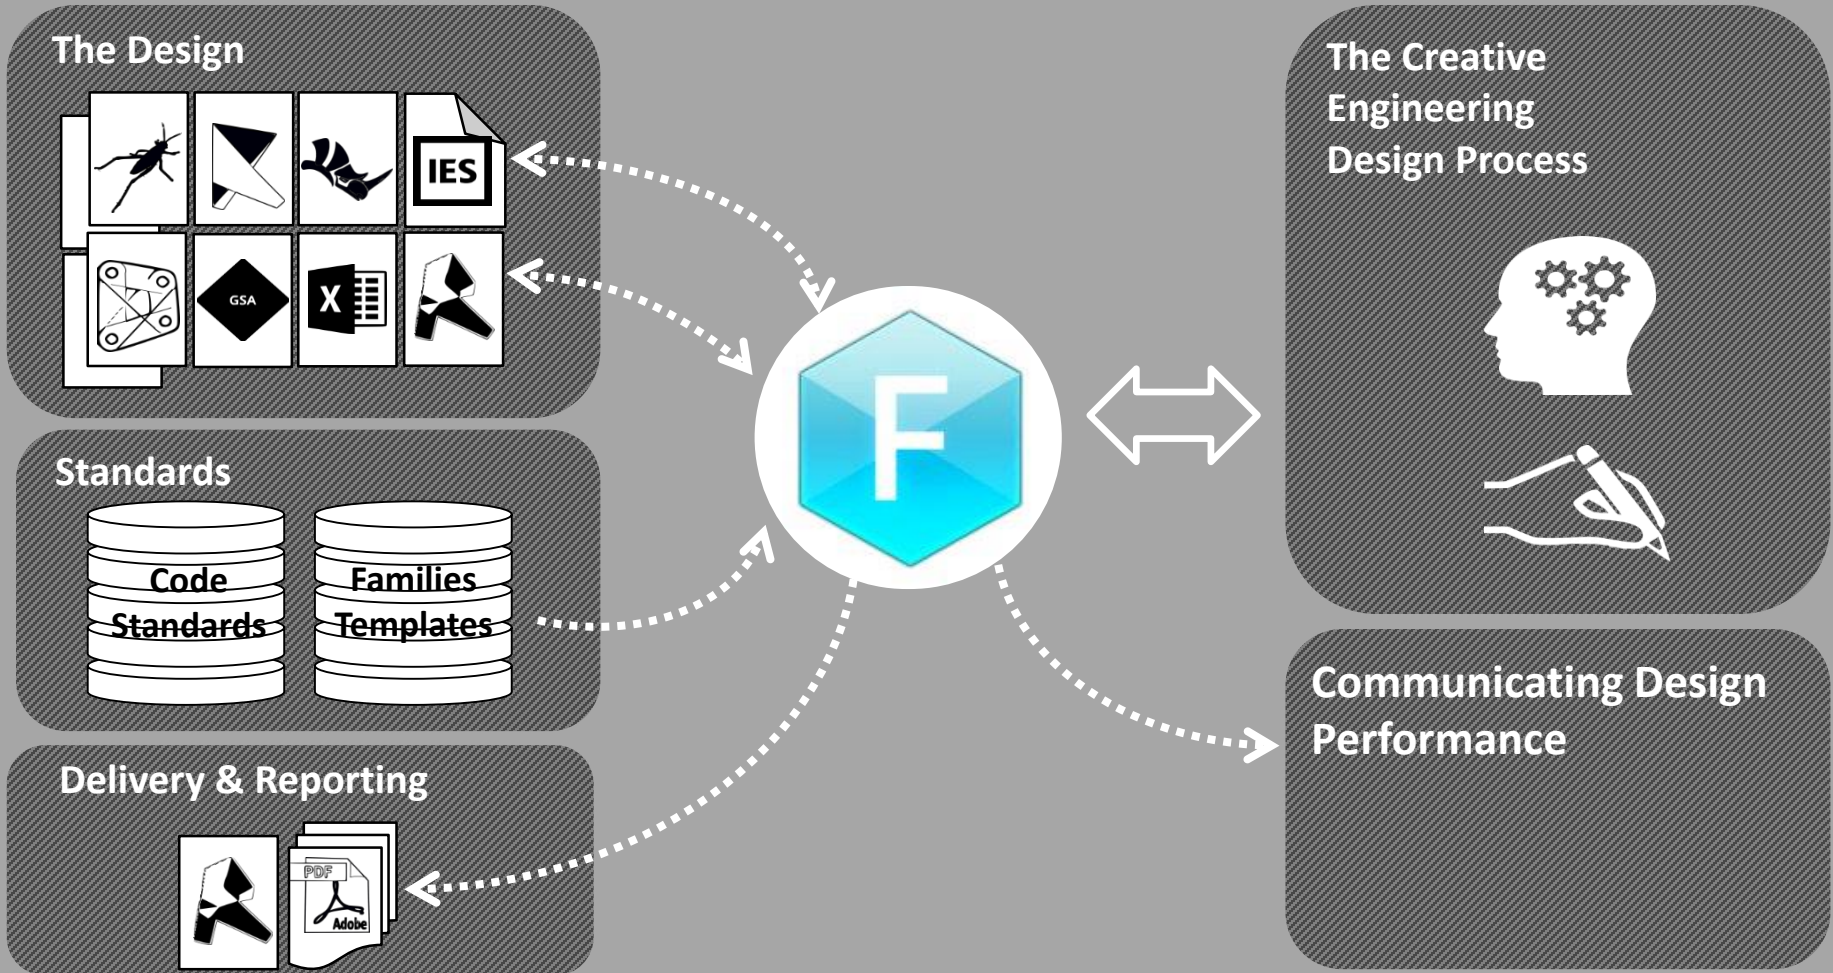 The Design
IES
GSA
X
F
Standards
Code
Standards
Families
Templates
Delivery & Reporting
PDF
Adobe
The Creative
Engineering
Design Process
Communicating Design
Performance